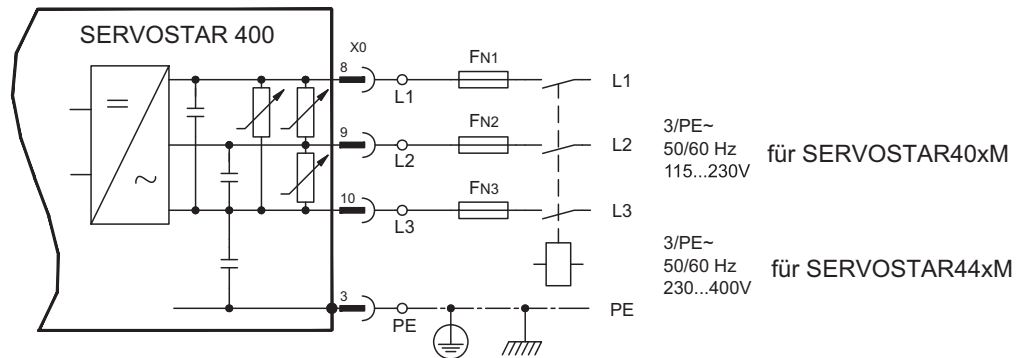 SERVOSTAR 400
X0
8
FN1
L1
L1
9
FN2
L2
L2
3/PE~
50/60 Hz
115...230V
für SERVOSTAR40xM
10
FN3
L3
L3
3/PE~
50/60 Hz
230...400V
für SERVOSTAR44xM
3
PE
PE